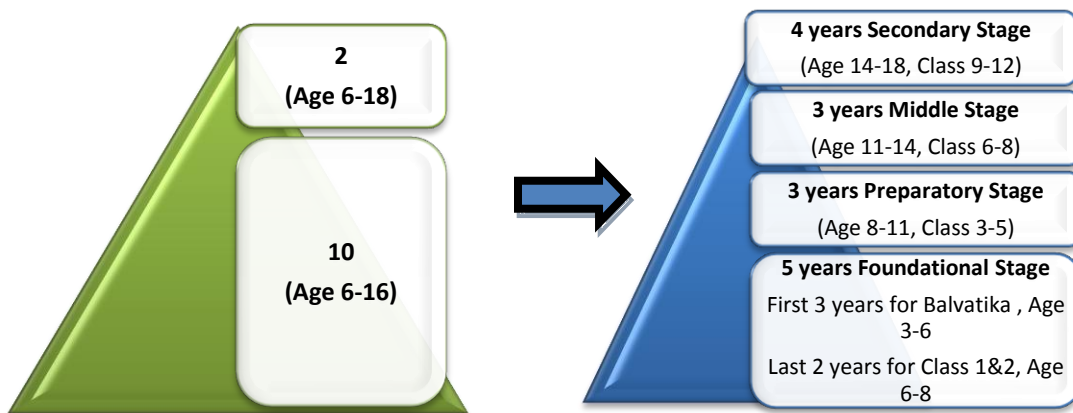 2
(Age 6-18)
10
(Age 6-16)
4 years Secondary Stage
(Age 14-18, Class 9-12)
3 years Middle Stage
(Age 11-14, Class 6-8)
3 years Preparatory Stage
(Age 8-11, Class 3-5)
5 years Foundational Stage
First 3 years for Balvatika , Age
3-6
Last 2 years for Class 1&2, Age
6-8